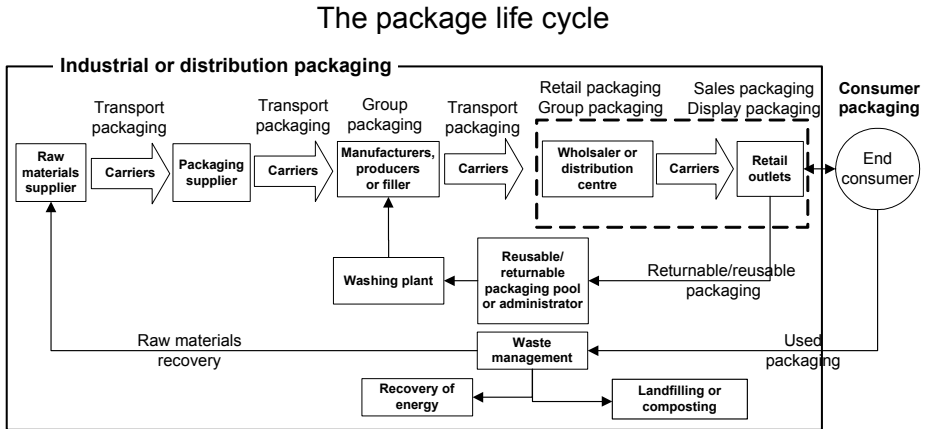 The package life cycle
Industrial or distribution packaging
Transport
packaging
Transport
packaging
Group
packaging
Transport
packaging
Retail packaging
Group packaging
Sales packaging
Display packaging
Consumer
packaging
Raw
materials
supplier
Carriers
Packaging
supplier
Carriers
Manufacturers,
producers
or filler
Carriers
Wholsaler or
distribution
centre
Carriers
Retail
outlets
End
consumer
Washing plant
Reusable/
returnable
packaging pool
or administrator
Returnable/reusable
packaging
Raw materials
recovery
Waste
management
Used
packaging
Recovery of
energy
Landfilling or
composting